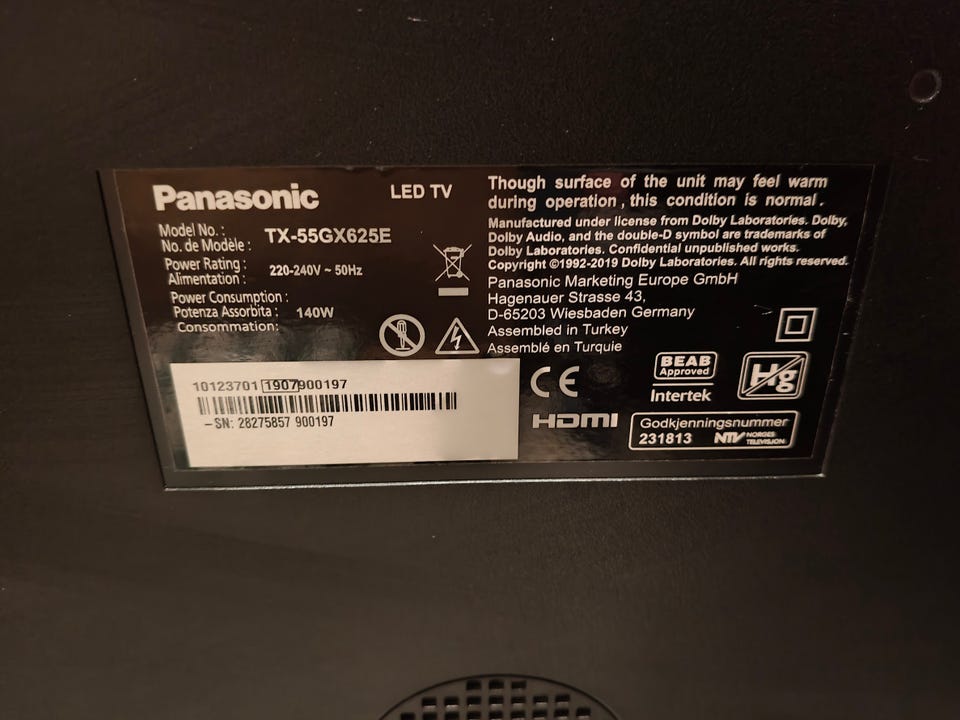 Panasonic
LED TV
Model No. :
No. de Modèle : TX-55GX625E
Power Rating :
Alimentation : 220-240V ~ 50Hz
Power Consumption :
Potenza Assorbita : 140W
Consommation:
Though surface of the unit may feel warm
during operation , this condition is normal .
Manufactured under license from Dolby Laboratories. Dolby,
Dolby Audio, and the double-D symbol are trademarks of
Dolby Laboratories. Confidential unpublished works.
Copyright ©1992-2019 Dolby Laboratories. All rights reserved.
Panasonic Marketing Europe GmbH
Hagenauer Strasse 43,
D-65203 Wiesbaden Germany
Assembled in Turkey
Assemblé en Turquie
10123701 1907900197
-SN: 28275857 900197
CE
HDMI
BEAB
Approved
Intertek
Hg
Godkjenningsnummer
231813 NTV NORGES
TELEVISJON